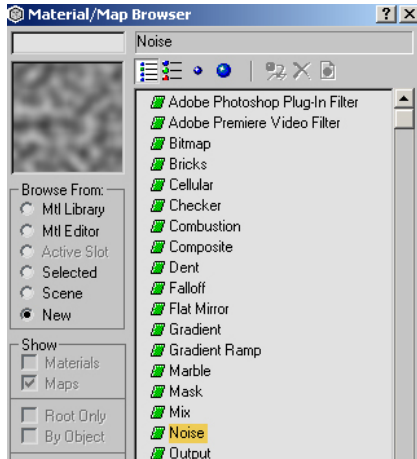 Material/Map Browser
Noise
Adobe Photoshop Plug-In Filter
Adobe Premiere Video Filter
Bitmap
Bricks
Cellular
Checker
Combustion
Composite
Dent
Falloff
Flat Mirror
Gradient
Gradient Ramp
Marble
Mask
Mix
Noise
Output
Browse From:
Mtl Library
Mtl Editor
Active Slot
Selected
Scene
New
Show
Materials
Maps
Root Only
By Object